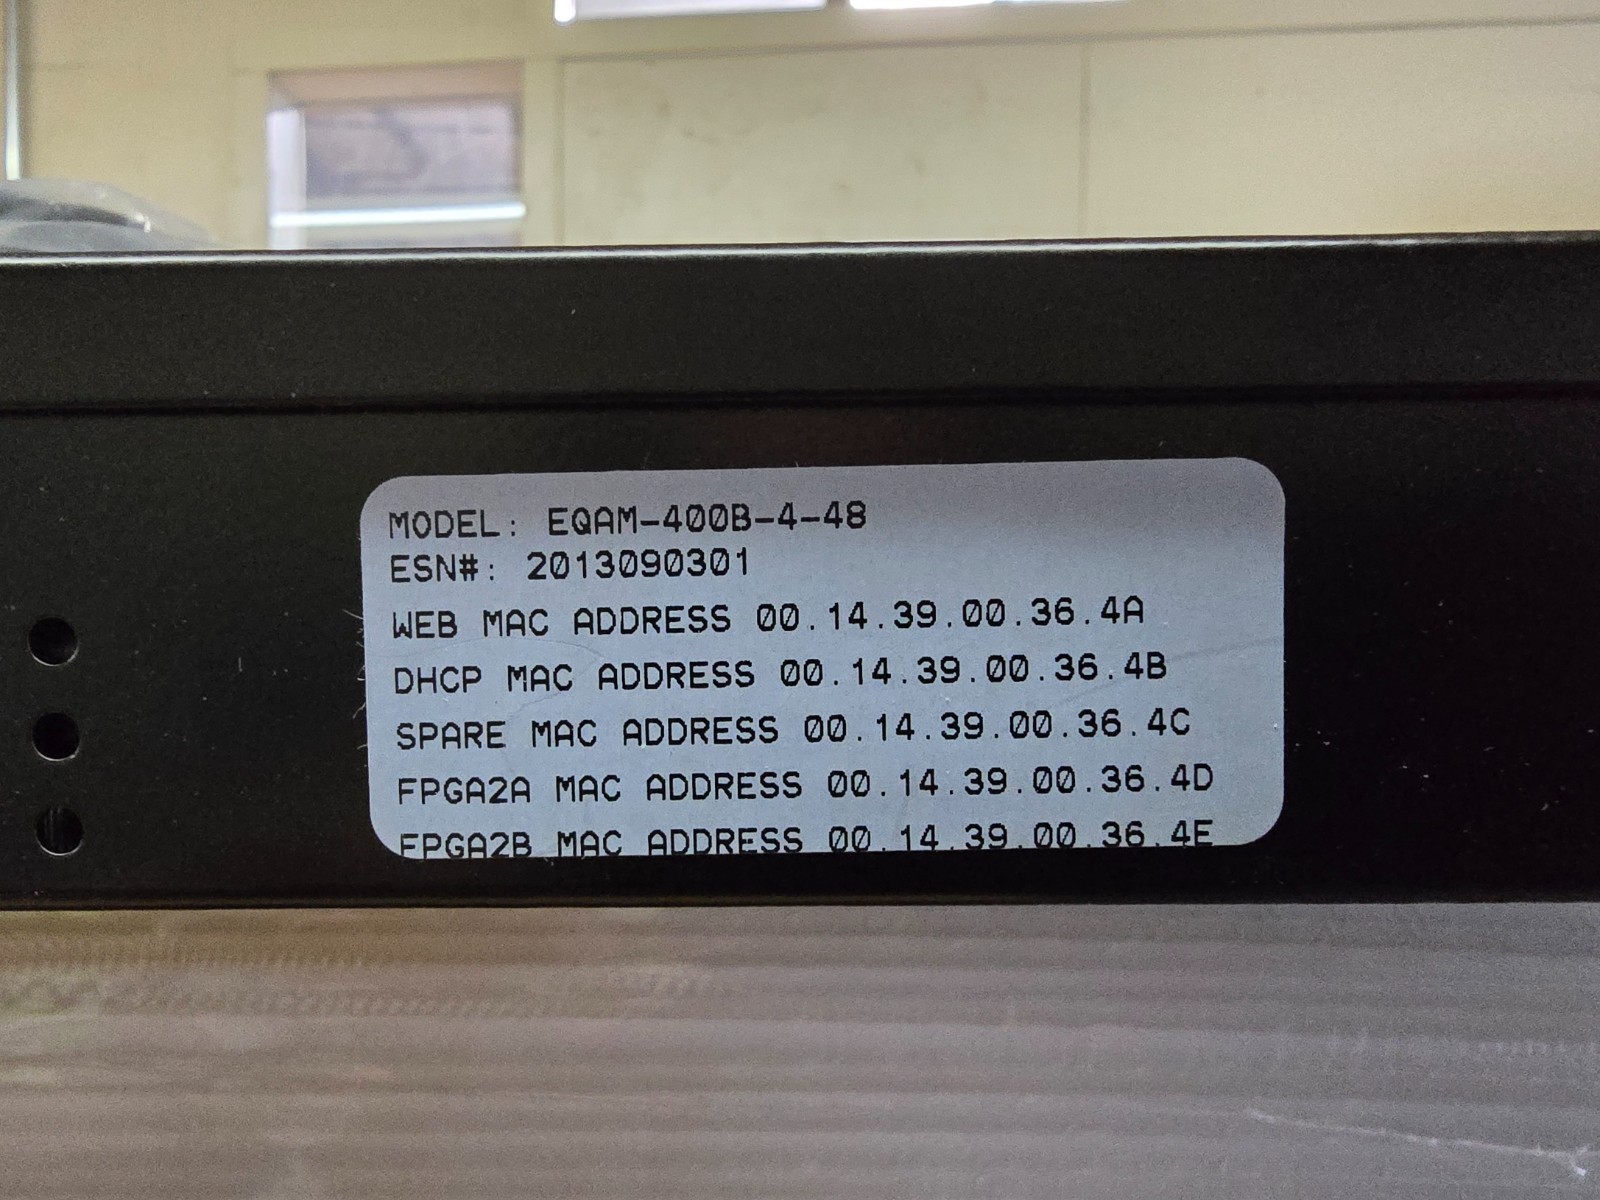 MODEL: EQAM-400B-4-48
ESN#: 2013090301
WEB MAC ADDRESS 00.14.39.00.36.4A
DHCP MAC ADDRESS 00.14.39.00.36.4B
SPARE MAC ADDRESS 00.14.39.00.36.4C
FPGA2A MAC ADDRESS 00.14.39.00.36.4D
FPGA2B MAC ADDRESS 00.14.39.00.36.4E